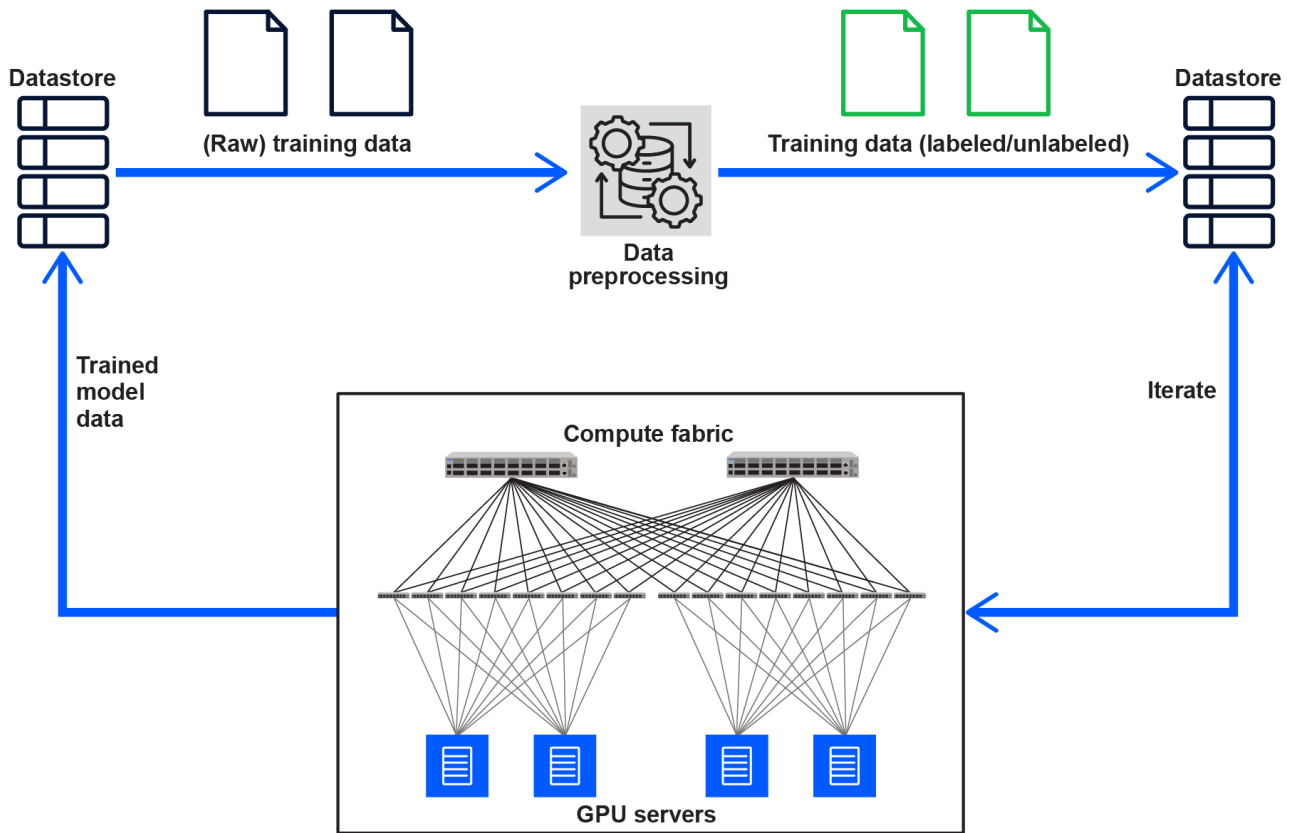 Datastore
(Raw) training data
Data
preprocessing
Training data (labeled/unlabeled)
Datastore
Trained
model
data
Iterate
Compute fabric
GPU servers